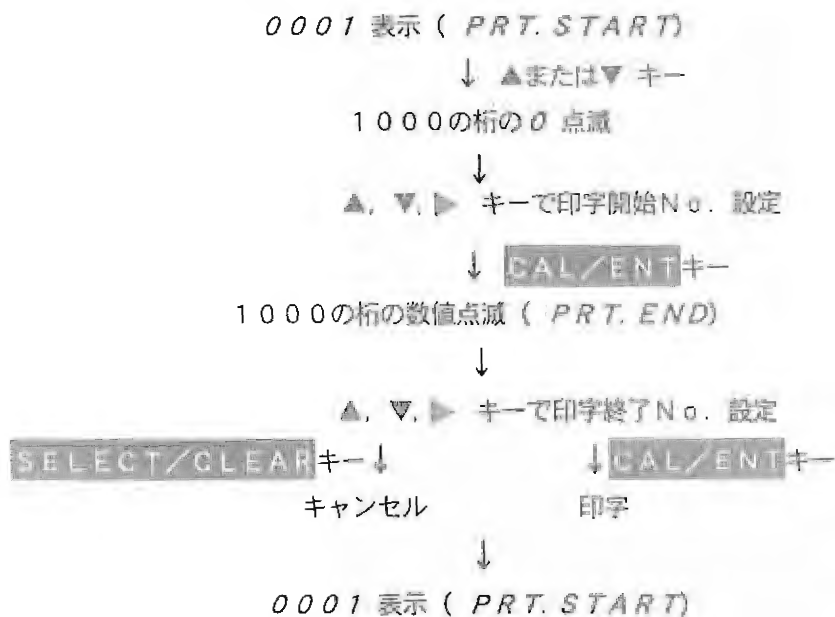 0001 表示 ( PRT. START)
↓ ▲または▼ キー
1000の桁の0 点滅
↓
▲, ▼, ▶ キーで印字開始No. 設定
↓ CAL/ENTキー
1000の桁の数値点滅 ( PRT. END)
↓
▲, ▼, ▶ キーで印字終了No. 設定
SELECT/CLEARキー↓ ↓CAL/ENTキー
キャンセル 印字
↓
0001 表示 ( PRT. START)